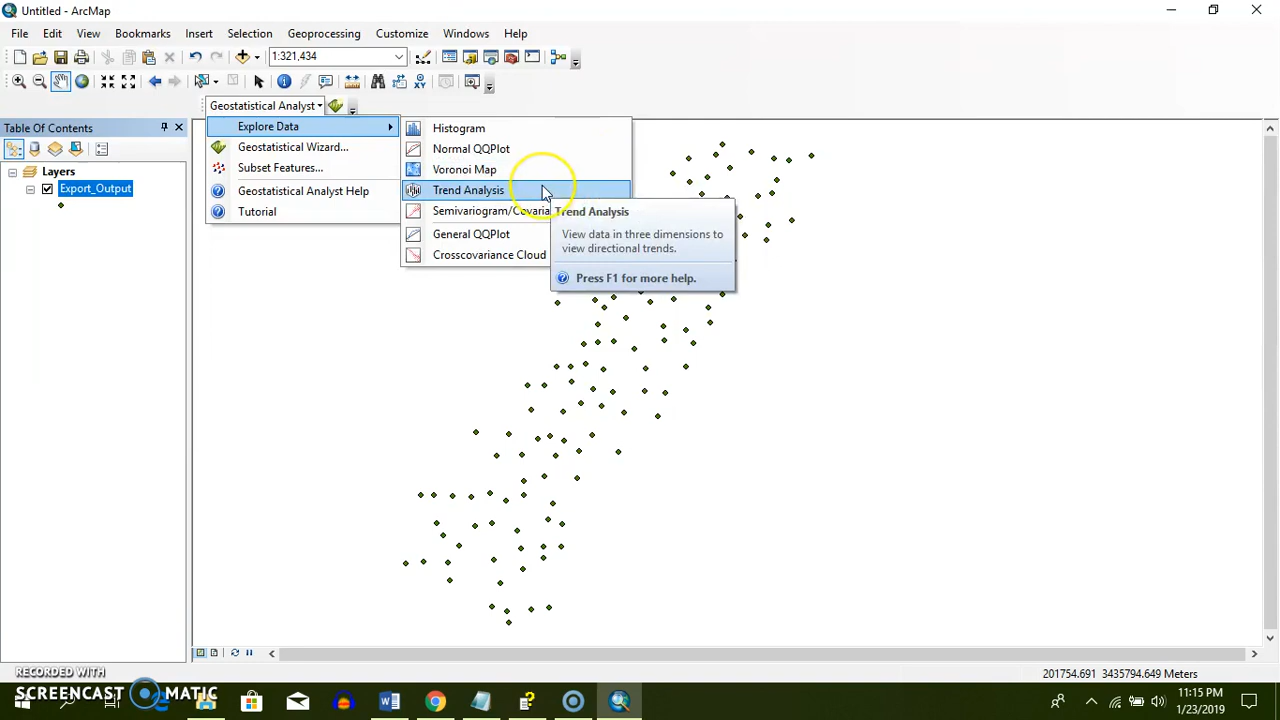 Untitled - ArcMap
File Edit View Bookmarks Insert Selection Geoprocessing Customize Windows Help
1:321,434
Geostatistical Analyst
Table Of Contents
Layers
Export_Output
Explore Data
Geostatistical Wizard...
Subset Features...
Geostatistical Analyst Help
Tutorial
Histogram
Normal QQPlot
Voronoi Map
Trend Analysis
Semivariogram/Covaria
General QQPlot
Crosscovariance Cloud
Trend Analysis
View data in three dimensions to
view directional trends.
Press F1 for more help.
201754.691 3435794.649 Meters
RECORDED WITH
SCREENCAST MATIC
11:15 PM
1/23/2019